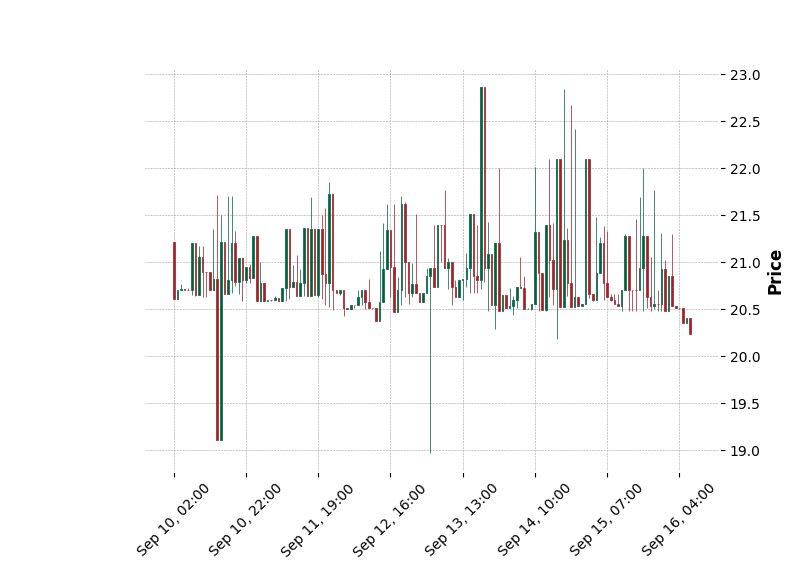 23.0
22.5
22.0
21.5
21.0
20.5
20.0
19.5
19.0
Price
Sep 10, 02:00
Sep 10, 22:00
Sep 11, 19:00
Sep 12, 16:00
Sep 13, 13:00
Sep 14, 10:00
Sep 15, 07:00
Sep 16, 04:00